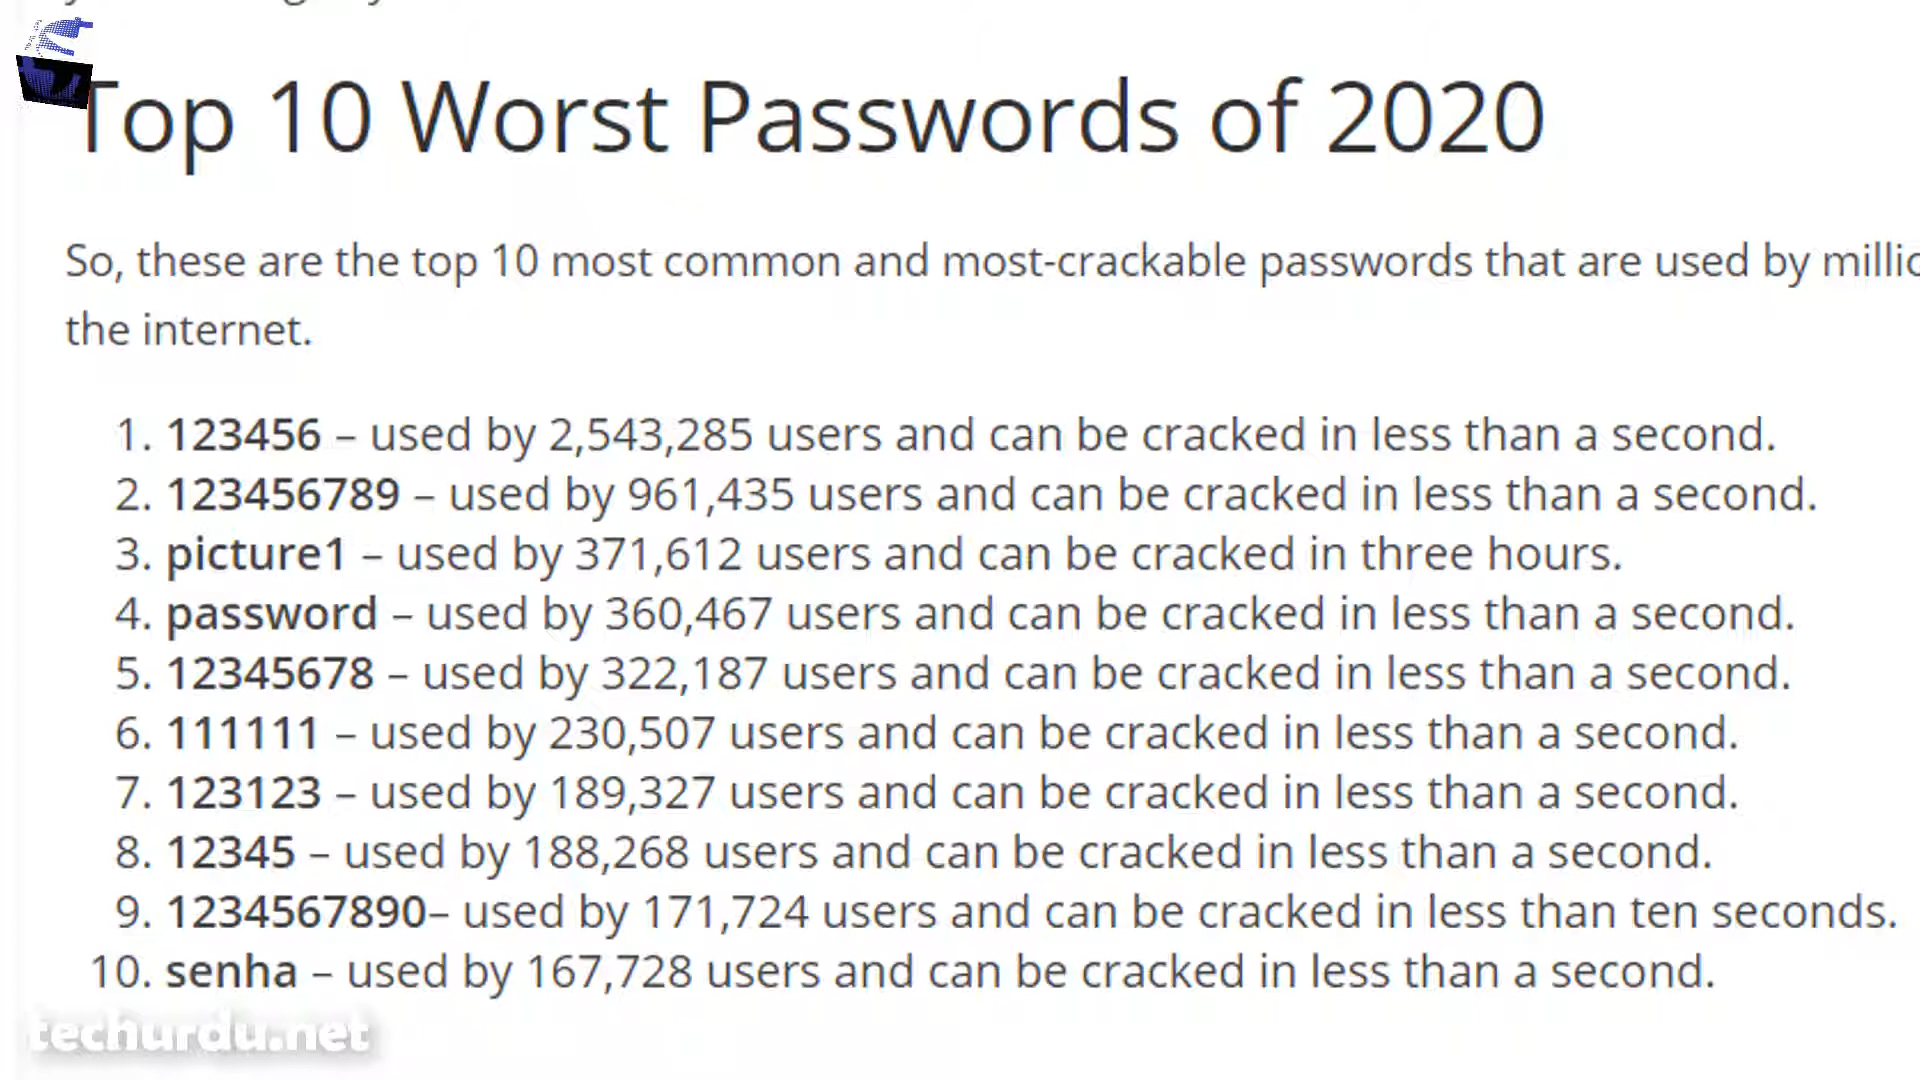 Top 10 Worst Passwords of 2020
So, these are the top 10 most common and most-crackable passwords that are used by
the internet.
1. 123456 – used by 2,543,285 users and can be cracked in less than a second.
2. 123456789 – used by 961,435 users and can be cracked in less than a second.
3. picture1 – used by 371,612 users and can be cracked in three hours.
4. password – used by 360,467 users and can be cracked in less than a second.
5. 12345678 – used by 322,187 users and can be cracked in less than a second.
6. 111111 – used by 230,507 users and can be cracked in less than a second.
7. 123123 – used by 189,327 users and can be cracked in less than a second.
8. 12345 – used by 188,268 users and can be cracked in less than a second.
9. 1234567890– used by 171,724 users and can be cracked in less than ten seconds.
10. senha – used by 167,728 users and can be cracked in less than a second.
techurdu.net